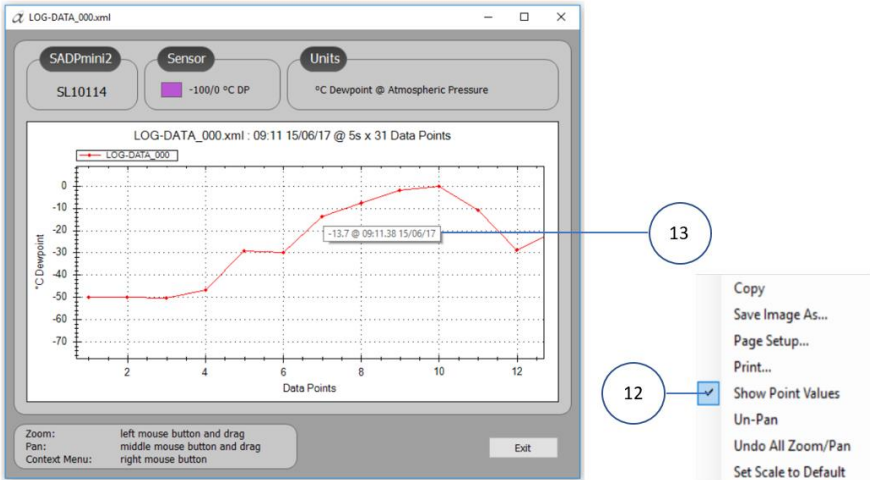 LOG-DATA_000.xml
SADPmini2
Sensor
Units
SL10114
-100/0 °C DP
°C Dewpoint @ Atmospheric Pressure
LOG-DATA_000.xml : 09:11 15/06/17 @ 5s x 31 Data Points
LOG-DATA_000
0
-10
-20
-30
-40
-50
-60
-70
°C Dewpoint
-13.7 @ 09:11.38 15/06/17
2 4 6 8 10 12
Data Points
Zoom: left mouse button and drag
Pan: middle mouse button and drag
Context Menu: right mouse button
Exit
13
12
Copy
Save Image As...
Page Setup...
Print...
Show Point Values
Un-Pan
Undo All Zoom/Pan
Set Scale to Default